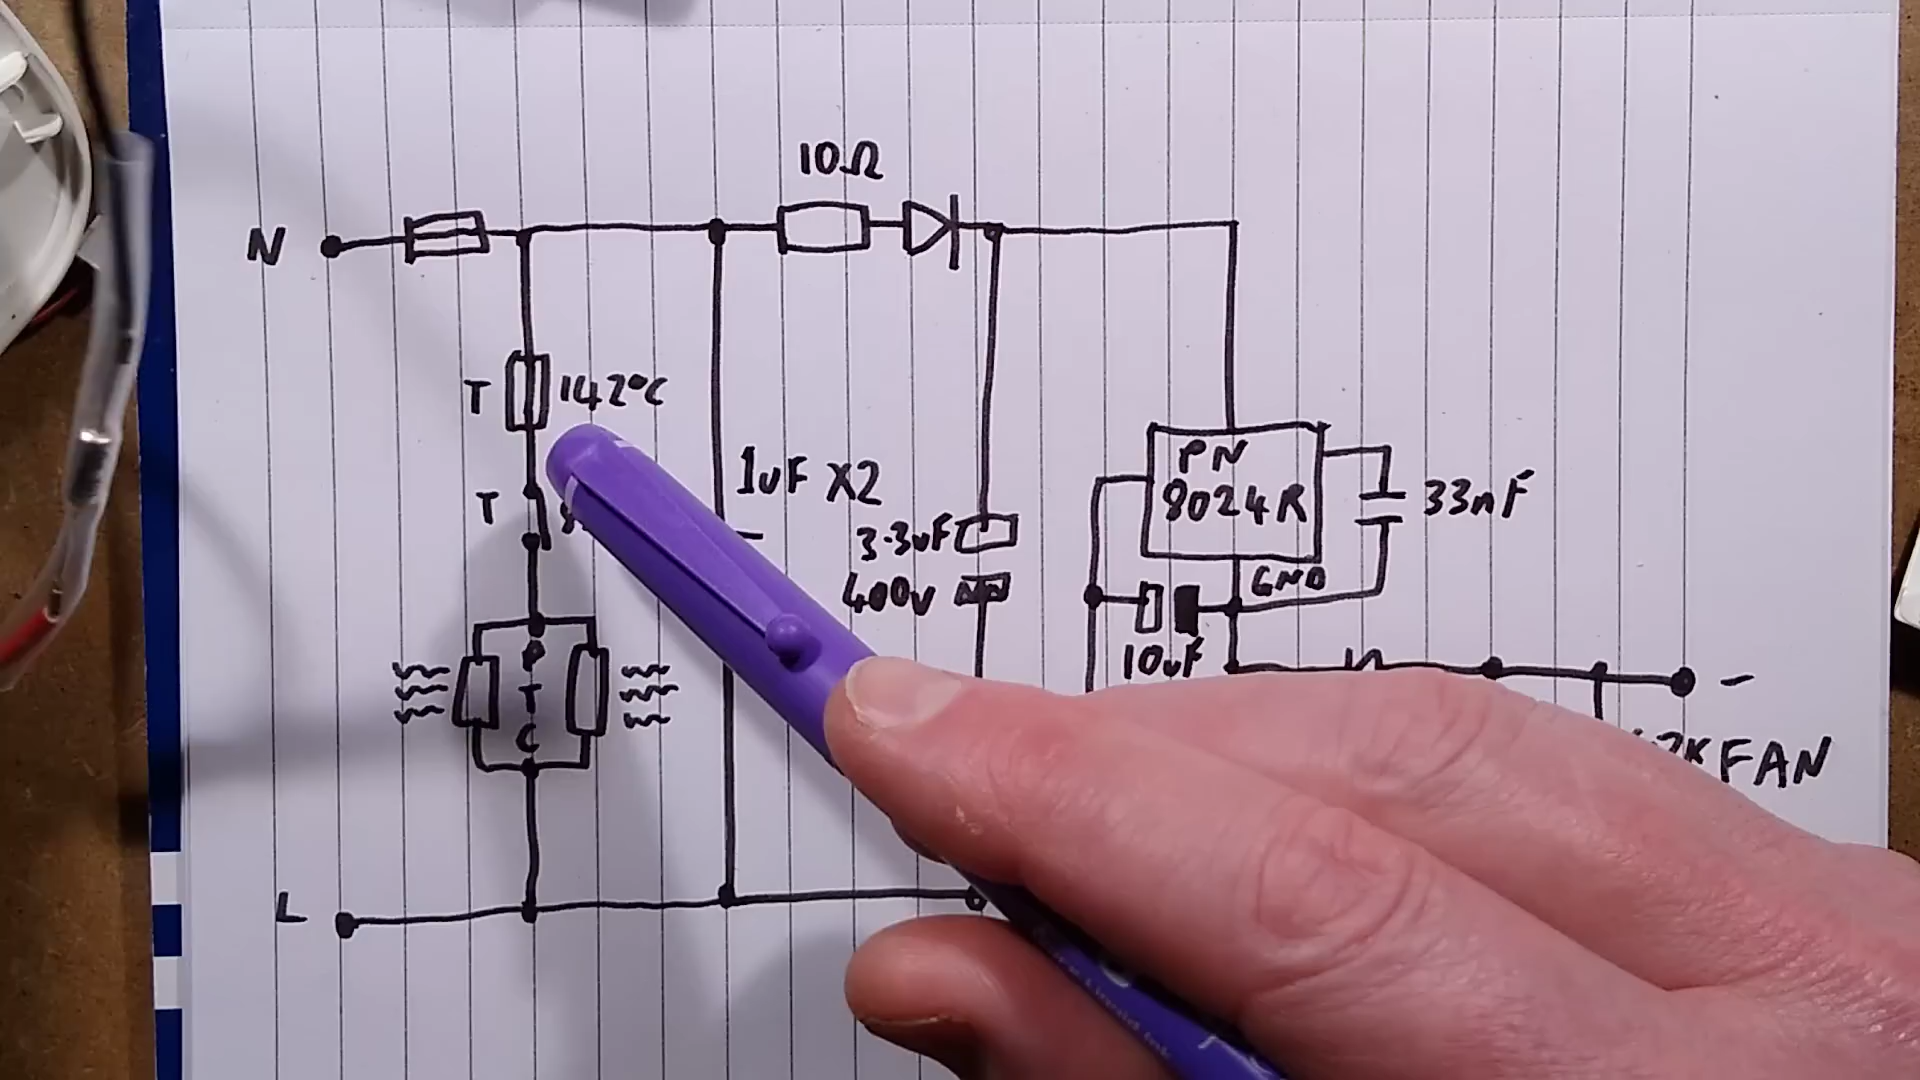 10Ω
N
T 142°C
T
1uF X2
3.3uF
400v
PN
8024R
33nF
GND
10uF
P
T
C
-
FAN
L